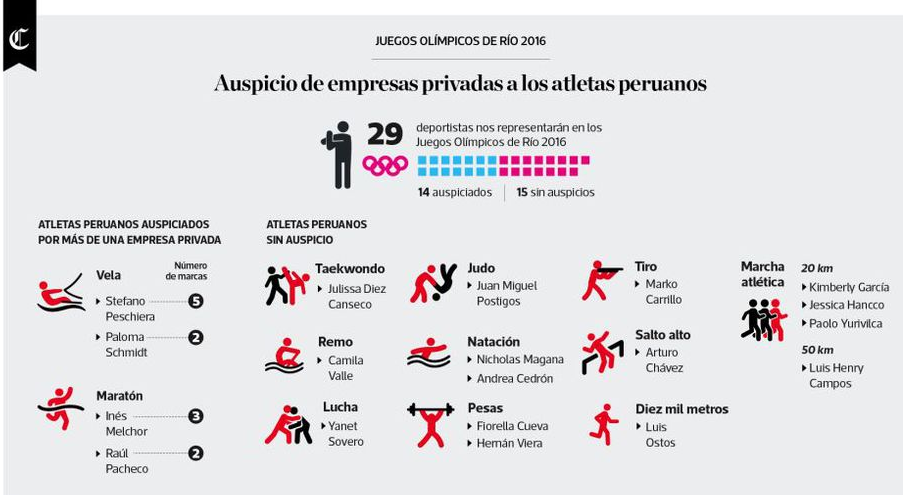 C
JUEGOS OLÍMPICOS DE RÍO 2016
Auspicio de empresas privadas a los atletas peruanos
29
deportistas nos representarán en los
Juegos Olímpicos de Río 2016
14 auspiciados
15 sin auspicios
ATLETAS PERUANOS AUSPICIADOS
POR MÁS DE UNA EMPRESA PRIVADA
Número
de marcas
Vela
Stefano
Peschiera
5
Paloma
Schmidt
2
Maratón
Inés
Melchor
3
Raúl
Pacheco
2
ATLETAS PERUANOS
SIN AUSPICIO
Taekwondo
Julissa Diez
Canseco
Remo
Camila
Valle
Lucha
Yanet
Sovero
Judo
Juan Miguel
Postigos
Natación
Nicholas Magana
Andrea Cedrón
Pesas
Fiorella Cueva
Hernán Viera
Tiro
Marko
Carrillo
Salto alto
Arturo
Chávez
Diez mil metros
Luis
Ostos
Marcha
atlética
20 km
Kimberly García
Jessica Hancco
Paolo Yurivilca
50 km
Luis Henry
Campos